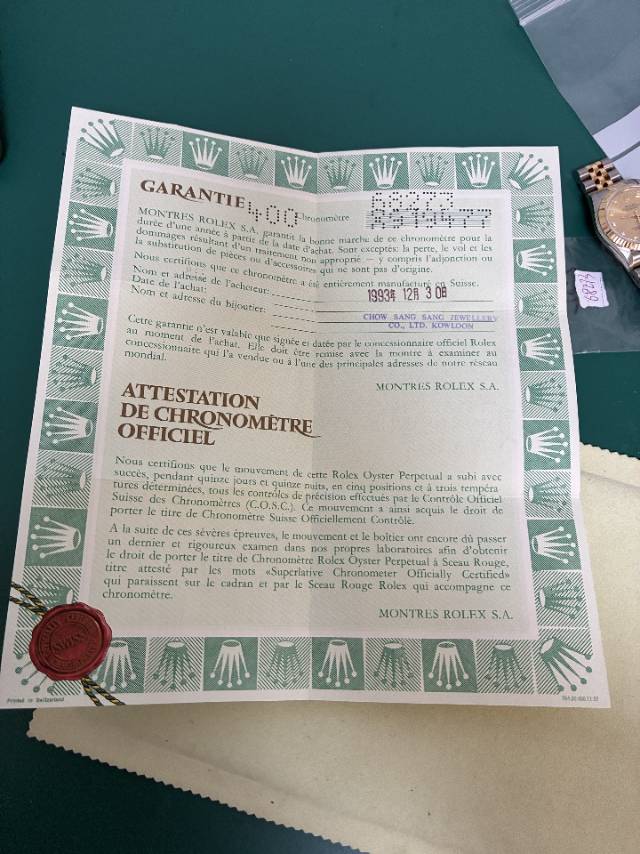 GARANTIE 400 Chronomètre 68273
MONTRES ROLEX S.A. garantit la bonne marche de ce chronomètre pour la
durée d'une année à partir de la date d'achat. Sont exceptés: la perte, le vol et les
dommages résultant d'un traitement non approprié – y compris l'adjonction ou
la substitution de pièces ou d'accessoires qui ne sont pas d'origine.
Nous certifions que ce chronomètre a été entièrement manufacturé en Suisse.
Nom et adresse de l'acheteur:
Date de l'achat: 1993年 12月 30日
Nom et adresse du bijoutier: CHOW SANG SANG JEWELLERY
CO., LTD. KOWLOON
Cette garantie n'est valable que signée et datée par le concessionnaire officiel Rolex
au moment de l'achat. Elle doit être remise avec la montre à examiner au
concessionnaire qui l'a vendue ou à l'une des principales adresses de notre réseau
mondial.
MONTRES ROLEX S.A.
ATTESTATION
DE CHRONOMÈTRE
OFFICIEL
Nous certifions que le mouvement de cette Rolex Oyster Perpetual a subi avec
succès, pendant quinze jours et quinze nuits, en cinq positions et à trois tempéra
tures déterminées, tous les contrôles de précision effectués par le Contrôle Officiel
Suisse des Chronomètres (C.O.S.C.). Ce mouvement a ainsi acquis le droit de
porter le titre de Chronomètre Suisse Officiellement Contrôlé.
A la suite de ces sévères épreuves, le mouvement et le boîtier ont encore dû passer
un dernier et rigoureux examen dans nos propres laboratoires afin d'obtenir
le droit de porter le titre de Chronomètre Rolex Oyster Perpetual à Sceau Rouge,
titre attesté par les mots «Superlative Chronometer Officially Certified»
qui paraissent sur le cadran et par le Sceau Rouge Rolex qui accompagne ce
chronomètre.
MONTRES ROLEX S.A.
Printed in Switzerland
68273